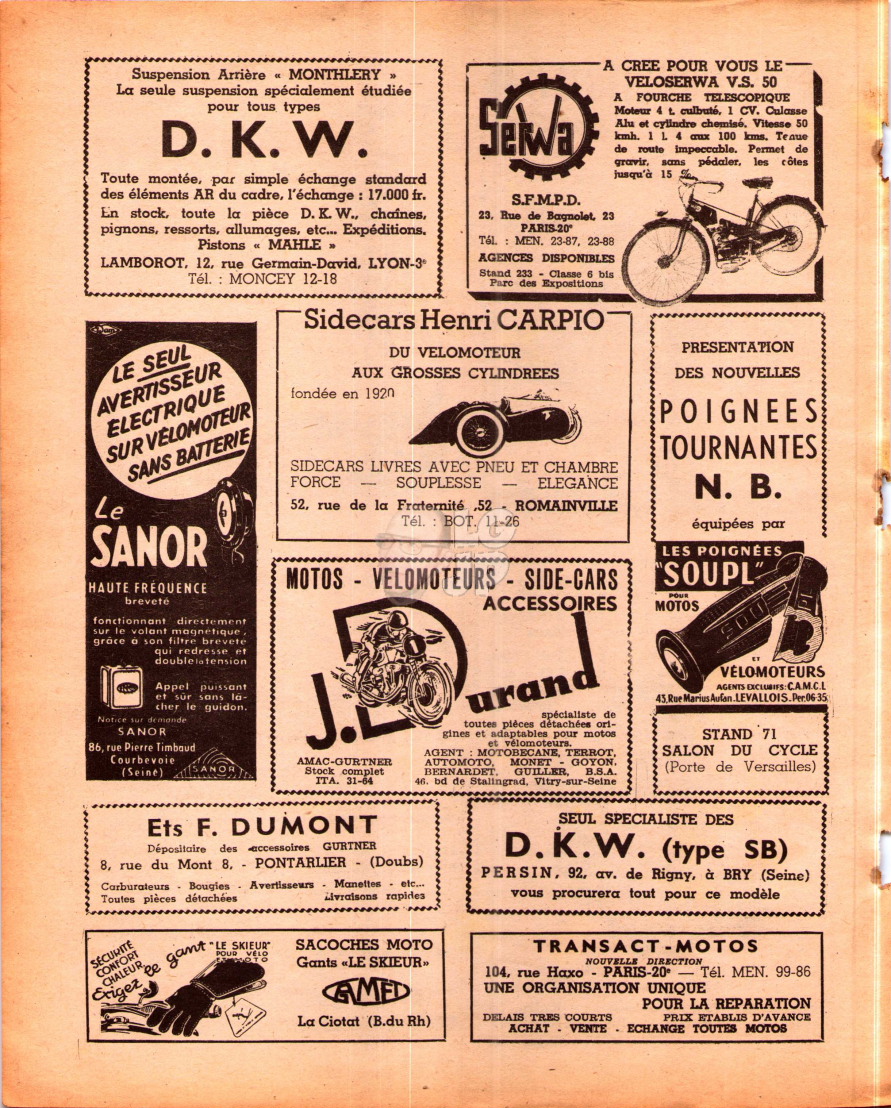 Suspension Arrière « MONTHLERY »
La seule suspension spécialement étudiée
pour tous types
D. K. W.
Toute montée, par simple échange standard
des éléments AR du cadre, l'échange : 17.000 fr.
En stock, toute la pièce D. K. W., chaînes,
pignons, ressorts, allumages, etc... Expéditions.
Pistons « MAHLE »
LAMBOROT, 12, rue Germain-David, LYON-3e
Tél. : MONCEY 12-18
A CREE POUR VOUS LE
VELOSERWA V.S. 50
A FOURCHE TELESCOPIQUE
Moteur 4 t. culbuté, 1 CV. Culasse
Alu et cylindre chemisé. Vitesse 50
kmh. 1 l. 4 aux 100 kms. Tenue
de route impeccable. Permet de
gravir, sans pédaler, les côtes
jusqu'à 15 %.
Serwa
S.F.M.P.D.
23, Rue de Bagnolet, 23
PARIS-20e
Tél. : MEN. 23-87, 23-88
AGENCES DISPONIBLES
Stand 233 - Classe 6 bis
Parc des Expositions
LE SEUL
AVERTISSEUR
ÉLECTRIQUE
SUR VÉLOMOTEUR
SANS BATTERIE
Le
SANOR
HAUTE FRÉQUENCE
breveté
fonctionnant directement
sur le volant magnétique,
grâce à son filtre breveté
qui redresse et
double la tension
Appel puissant
et sûr sans lâ-
cher le guidon.
Notice sur demande
SANOR
86, rue Pierre Timbaud
Courbevoie
(Seine)
SANOR
Sidecars Henri CARPIO
DU VELOMOTEUR
AUX GROSSES CYLINDREES
fondée en 1920
SIDECARS LIVRES AVEC PNEU ET CHAMBRE
FORCE — SOUPLESSE — ELEGANCE
52, rue de la Fraternité ,52 - ROMAINVILLE
Tél. : BOT. 11-26
PRESENTATION
DES NOUVELLES
POIGNEES
TOURNANTES
N. B.
équipées par
LES POIGNÉES
"SOUPL"
POUR
MOTOS
ET
VÉLOMOTEURS
AGENTS EXCLUSIFS: C.A.M.C.L
43, Rue Marius Aufan. LEVALLOIS. Per. 06-35
STAND 71
SALON DU CYCLE
(Porte de Versailles)
MOTOS - VELOMOTEURS - SIDE-CARS
ACCESSOIRES
J. Durand
spécialiste de
toutes pièces détachées ori-
gines et adaptables pour motos
et vélomoteurs.
AGENT : MOTOBECANE, TERROT,
AUTOMOTO, MONET - GOYON,
BERNARDET, GUILLER, B.S.A.
46, bd de Stalingrad, Vitry-sur-Seine
AMAC-GURTNER
Stock complet
ITA. 31-64
Ets F. DUMONT
Dépositaire des accessoires GURTNER
8, rue du Mont 8, - PONTARLIER - (Doubs)
Carburateurs - Bougies - Avertisseurs - Manettes - etc...
Toutes pièces détachées Livraisons rapides
SEUL SPECIALISTE DES
D. K. W. (type SB)
PERSIN, 92, av. de Rigny, à BRY (Seine)
vous procurera tout pour ce modèle
SÉCURITÉ
CONFORT
CHALEUR
Exigez le gant "LE SKIEUR"
POUR VÉLO
ET MOTO
SACOCHES MOTO
Gants «LE SKIEUR»
GAMET
La Ciotat (B.du Rh)
TRANSACT-MOTOS
NOUVELLE DIRECTION
104, rue Haxo - PARIS-20e — Tél. MEN. 99-86
UNE ORGANISATION UNIQUE
POUR LA REPARATION
DELAIS TRES COURTS PRIX ETABLIS D'AVANCE
ACHAT - VENTE - ECHANGE TOUTES MOTOS